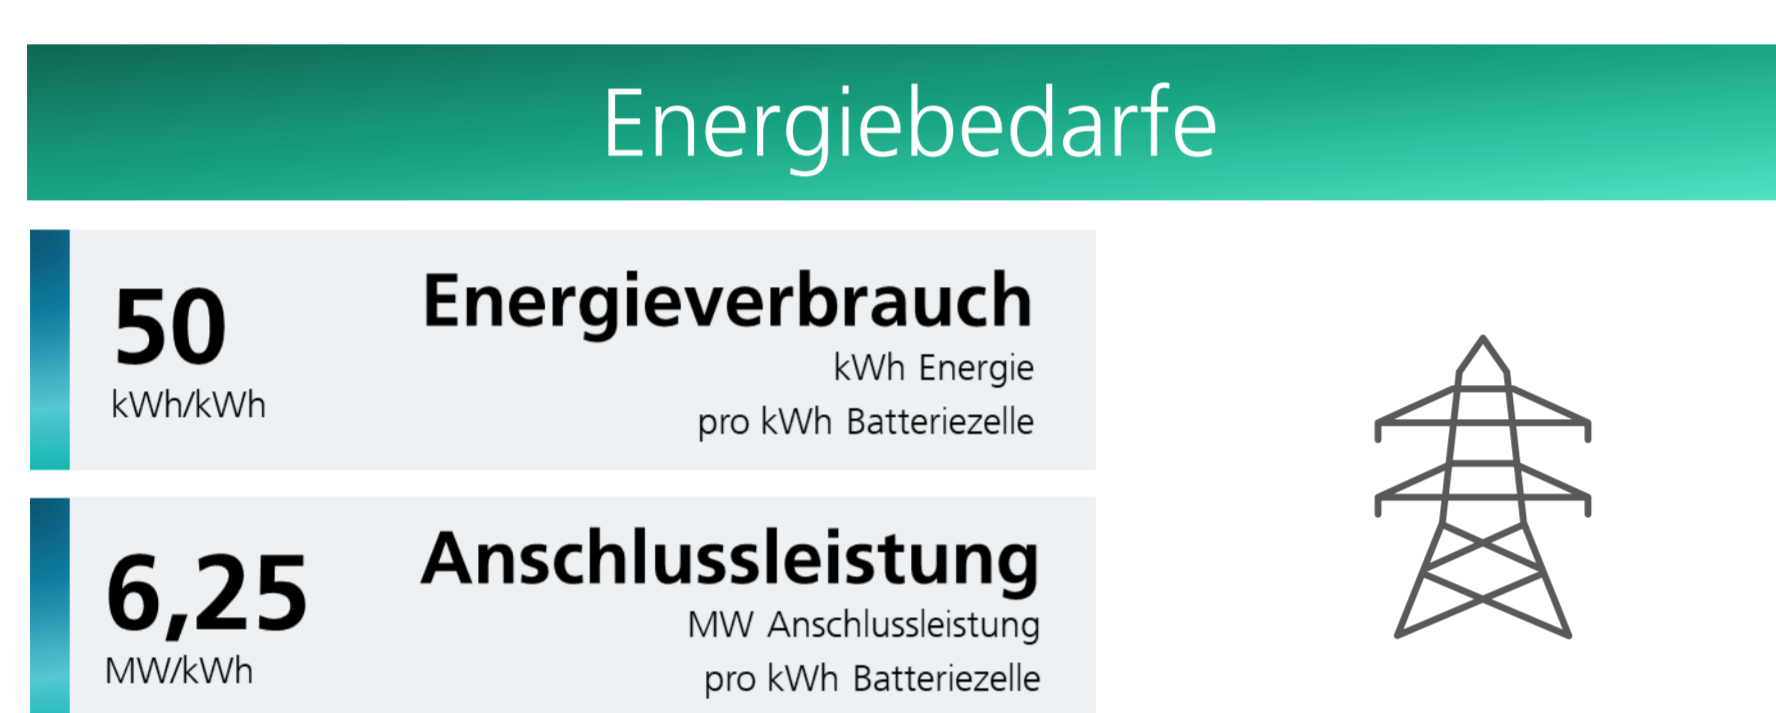 Energiebedarfe
50
kWh/kWh
Energieverbrauch
kWh Energie
pro kWh Batteriezelle
6,25
MW/kWh
Anschlussleistung
MW Anschlussleistung
pro kWh Batteriezelle